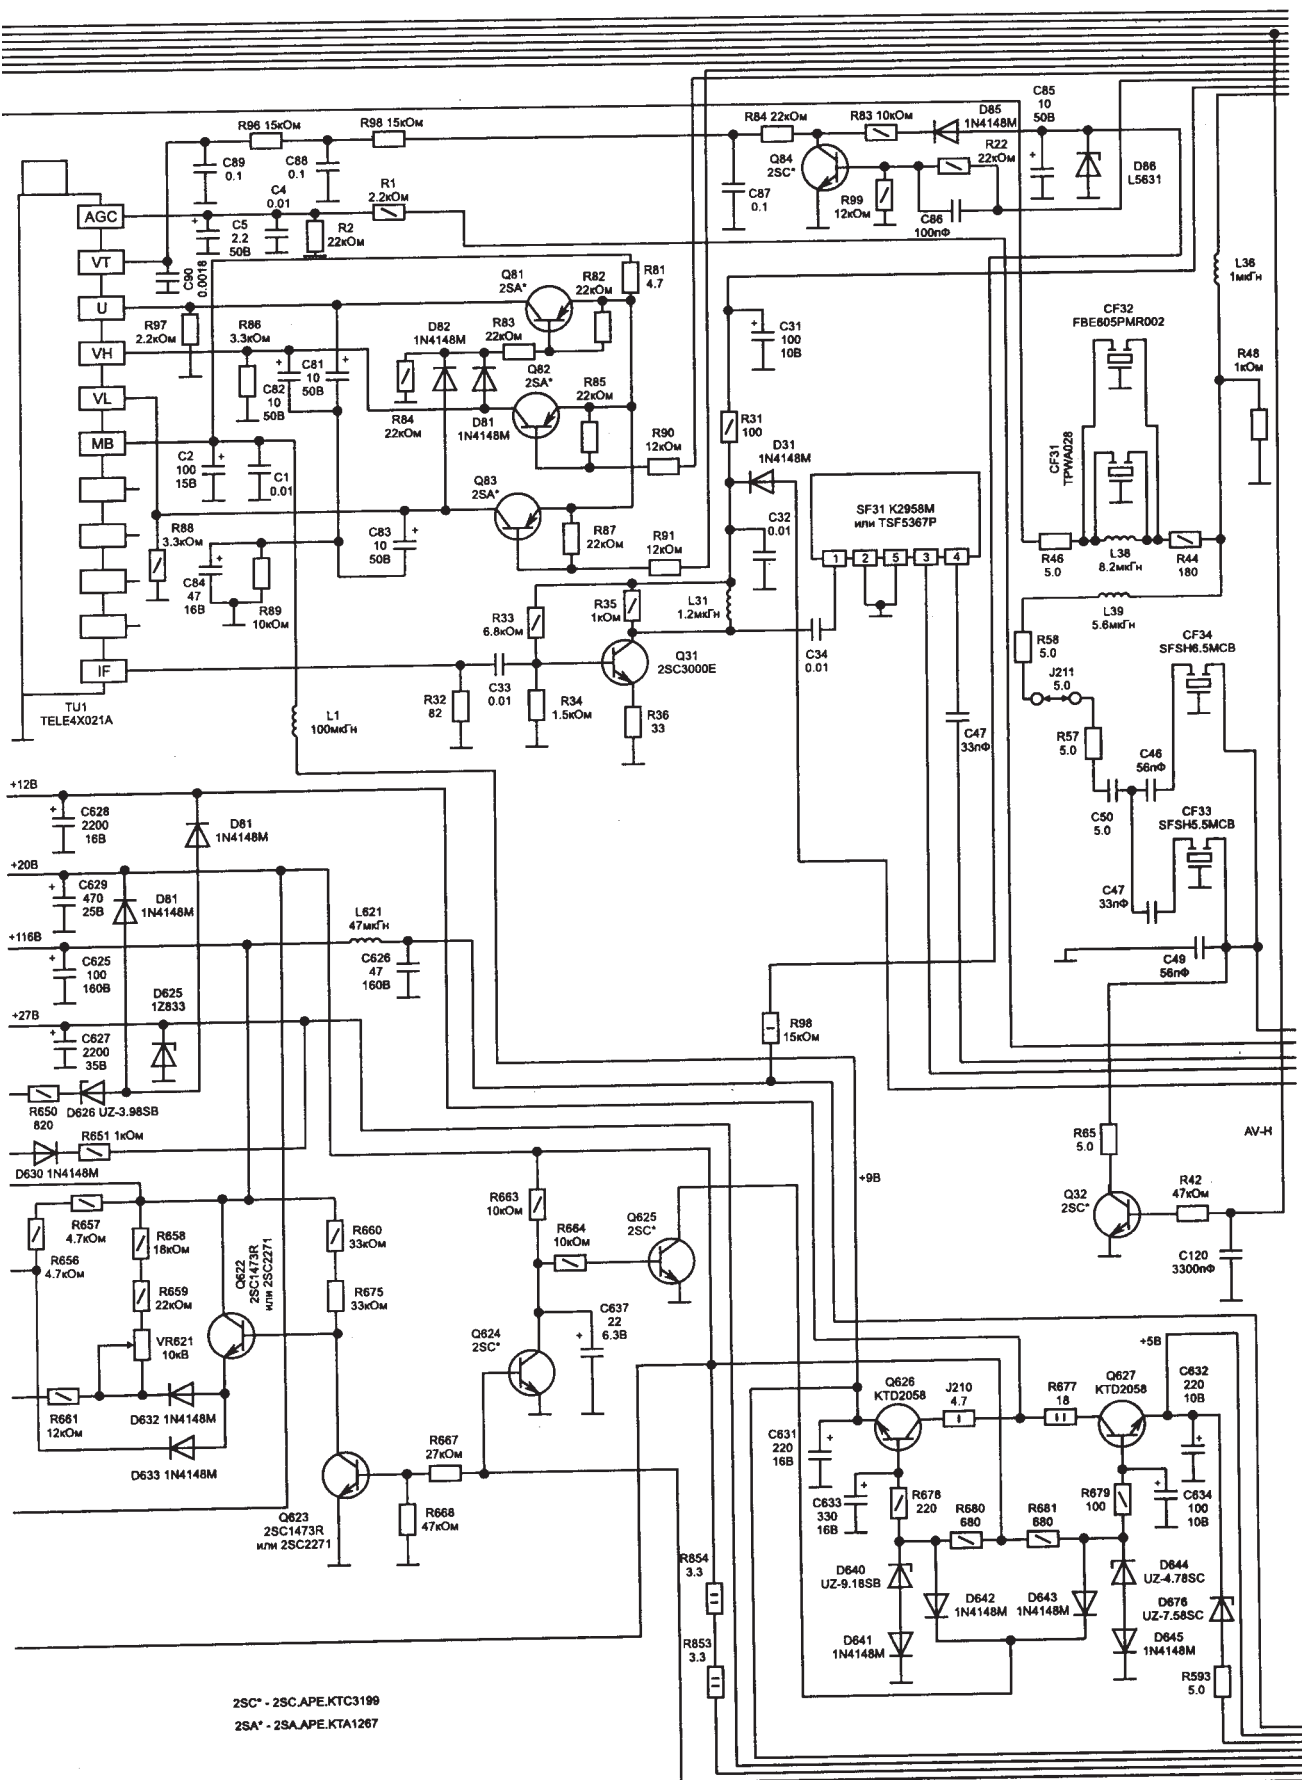 R96 15кОм
R98 15кОм
C89
0.1
C88
0.1
C4
0.01
R1
2.2кОм
C5
2.2
50В
R2
22кОм
C90
0.0018
AGC
VT
U
VH
VL
MB
IF
TU1
TELE4X021A
R84 22кОм
R83 10кОм
D85
1N4148M
C85
10
50В
Q84
2SC*
R22
22кОм
D86
L5631
C87
0.1
R99
12кОм
C86
100пФ
L36
1мкГн
R81
4.7
Q81
2SA*
R82
22кОм
R97
2.2кОм
R86
3.3кОм
D82
1N4148M
R83
22кОм
C81
10
50В
C82
10
50В
Q82
2SA*
R85
22кОм
R84
22кОм
D81
1N4148M
C31
100
10В
CF32
FBE605PMR002
R48
1кОм
R31
100
D31
1N4148M
R90
12кОм
CF31
TPWA028
C2
100
15В
C1
0.01
Q83
2SA*
SF31 K2958M
или TSF5367P
1
2
5
3
4
R88
3.3кОм
C83
10
50В
R87
22кОм
R91
12кОм
C32
0.01
R46
5.0
L38
8.2мкГн
R44
180
C84
47
16В
R89
10кОм
R33
6.8кОм
R35
1кОм
L31
1.2мкГн
L39
5.6мкГн
R58
5.0
CF34
SFSH6.5MCB
Q31
2SC3000E
C34
0.01
J211
5.0
R32
82
C33
0.01
R34
1.5кОм
R36
33
L1
100мкГн
C47
33пФ
R57
5.0
C46
56пФ
+12В
C628
2200
16В
D81
1N4148M
C50
5.0
CF33
SFSH5.5MCB
+20В
C629
470
25В
D81
1N4148M
C47
33пФ
L621
47мкГн
+116В
C625
100
160В
C626
47
160В
C49
56пФ
D625
1Z833
+27В
C627
2200
35В
R98
15кОм
R650
820
D626 UZ-3.98SB
R651 1кОм
D630 1N4148M
R65
5.0
AV-H
+9В
R663
10кОм
Q32
2SC*
R42
47кОм
R657
4.7кОм
R658
18кОм
R660
33кОм
R664
10кОм
Q625
2SC*
R656
4.7кОм
Q622
2SC1473R
или 2SC2271
C120
3300пФ
R659
22кОм
R675
33кОм
C637
22
6.3В
VR621
10кВ
Q624
2SC*
+5В
Q626
KTD2058
J210
4.7
R677
18
Q627
KTD2058
C632
220
10В
R661
12кОм
D632 1N4148M
D633 1N4148M
R667
27кОм
C631
220
16В
R668
47кОм
C633
330
16В
R678
220
R680
680
R681
680
R679
100
C634
100
10В
Q623
2SC1473R
или 2SC2271
R854
3.3
D640
UZ-9.18SB
D644
UZ-4.78SC
D642
1N4148M
D643
1N4148M
D676
UZ-7.58SC
R853
3.3
D641
1N4148M
D645
1N4148M
R593
5.0
2SC* - 2SC.APE.KTC3199
2SA* - 2SA.APE.KTA1267